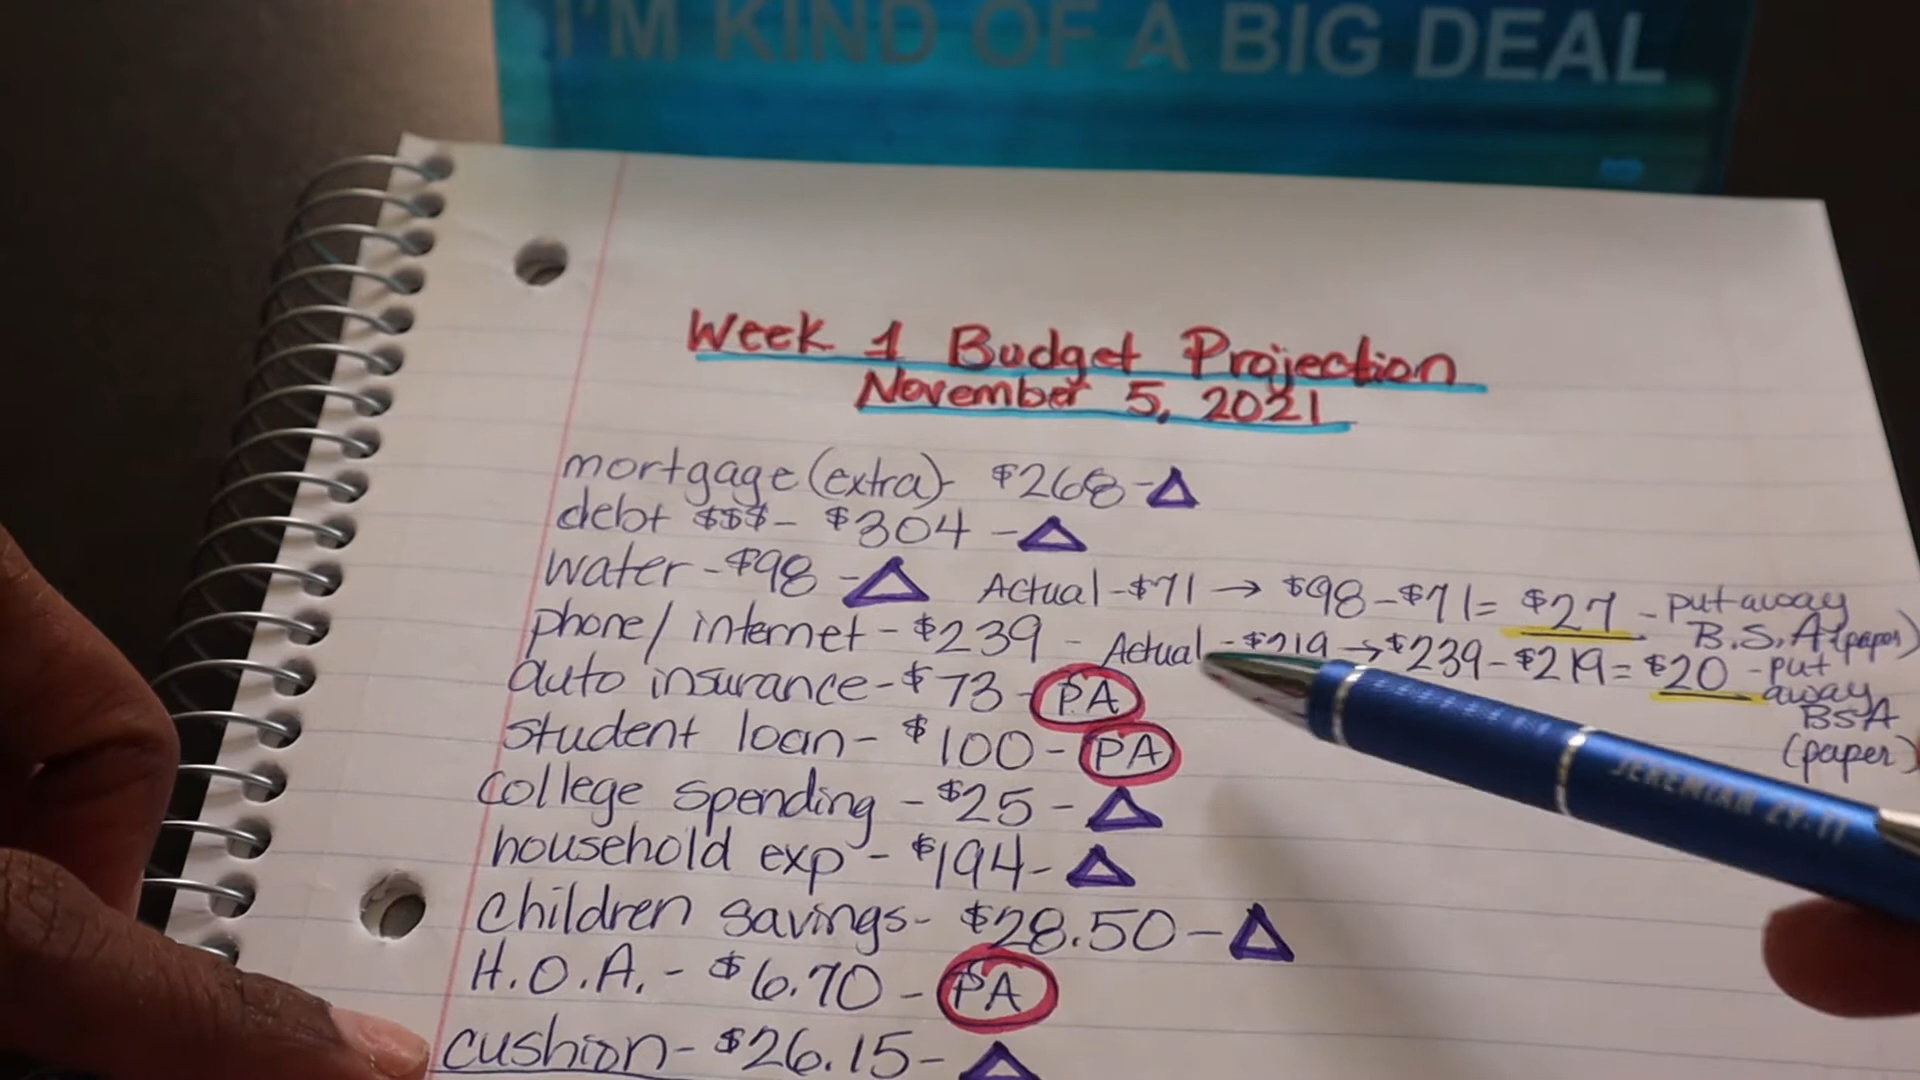 I'M KIND OF A BIG DEAL
Week 1 Budget Projection
November 5, 2021
mortgage (extra) - $268 - △
debt $$$ - $304 - △
water - $98 - △ Actual - $71 → $98 - $71 = $27 - put away
B.S.A (paper)
phone/internet - $239 - Actual - $219 → $239 - $219 = $20 - put
away
BSA
(paper)
auto insurance - $73 - PA
student loan - $100 - PA
college spending - $25 - △
household exp - $194 - △
children savings - $28.50 - △
H.O.A. - $6.70 - PA
cushion - $26.15 - △
JEREMIAH 29:11